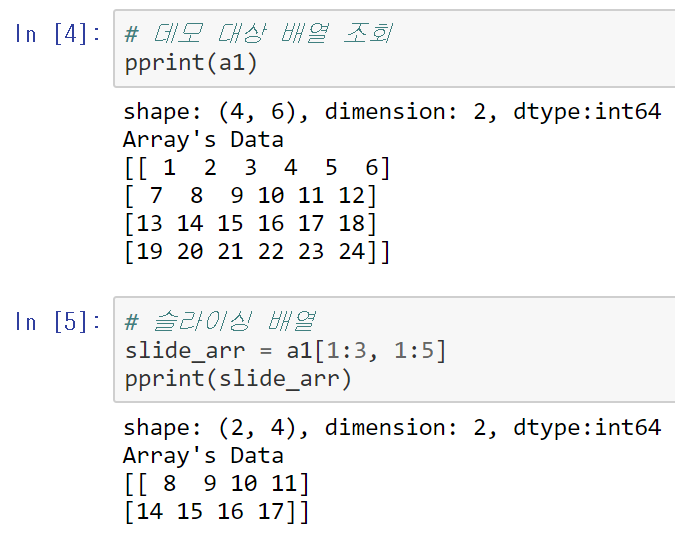 In [4]: # 데모 대상 배열 조회
pprint(a1)
shape: (4, 6), dimension: 2, dtype:int64
Array's Data
[[ 1  2  3  4  5  6]
[ 7  8  9 10 11 12]
[13 14 15 16 17 18]
[19 20 21 22 23 24]]
In [5]: # 슬라이싱 배열
slide_arr = a1[1:3, 1:5]
pprint(slide_arr)
shape: (2, 4), dimension: 2, dtype:int64
Array's Data
[[ 8  9 10 11]
[14 15 16 17]]